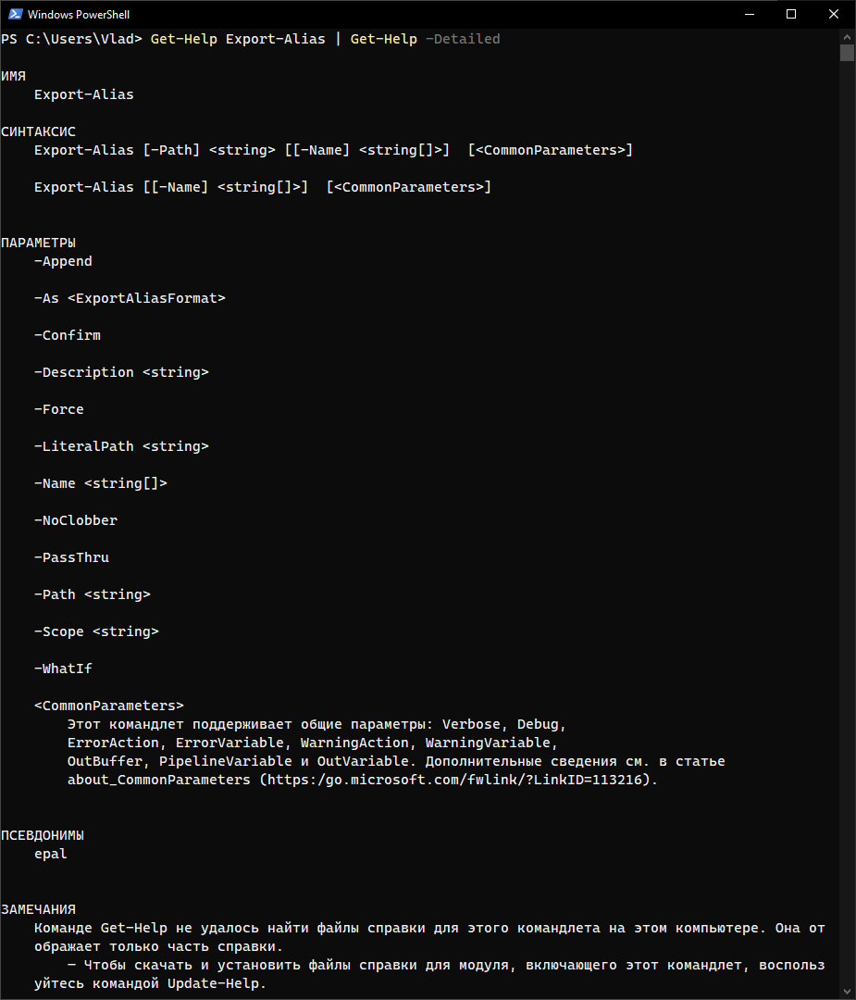 Windows PowerShell
PS C:\Users\Vlad> Get-Help Export-Alias | Get-Help -Detailed
ИМЯ
Export-Alias
СИНТАКСИС
Export-Alias [-Path] <string> [[-Name] <string[]>]  [<CommonParameters>]
Export-Alias [[-Name] <string[]>]  [<CommonParameters>]
ПАРАМЕТРЫ
-Append
-As <ExportAliasFormat>
-Confirm
-Description <string>
-Force
-LiteralPath <string>
-Name <string[]>
-NoClobber
-PassThru
-Path <string>
-Scope <string>
-WhatIf
<CommonParameters>
Этот командлет поддерживает общие параметры: Verbose, Debug,
ErrorAction, ErrorVariable, WarningAction, WarningVariable,
OutBuffer, PipelineVariable и OutVariable. Дополнительные сведения см. в статье
about_CommonParameters (https:/go.microsoft.com/fwlink/?LinkID=113216).
ПСЕВДОНИМЫ
epal
ЗАМЕЧАНИЯ
Команде Get-Help не удалось найти файлы справки для этого командлета на этом компьютере. Она от
ображает только часть справки.
- Чтобы скачать и установить файлы справки для модуля, включающего этот командлет, воспольз
уйтесь командой Update-Help.